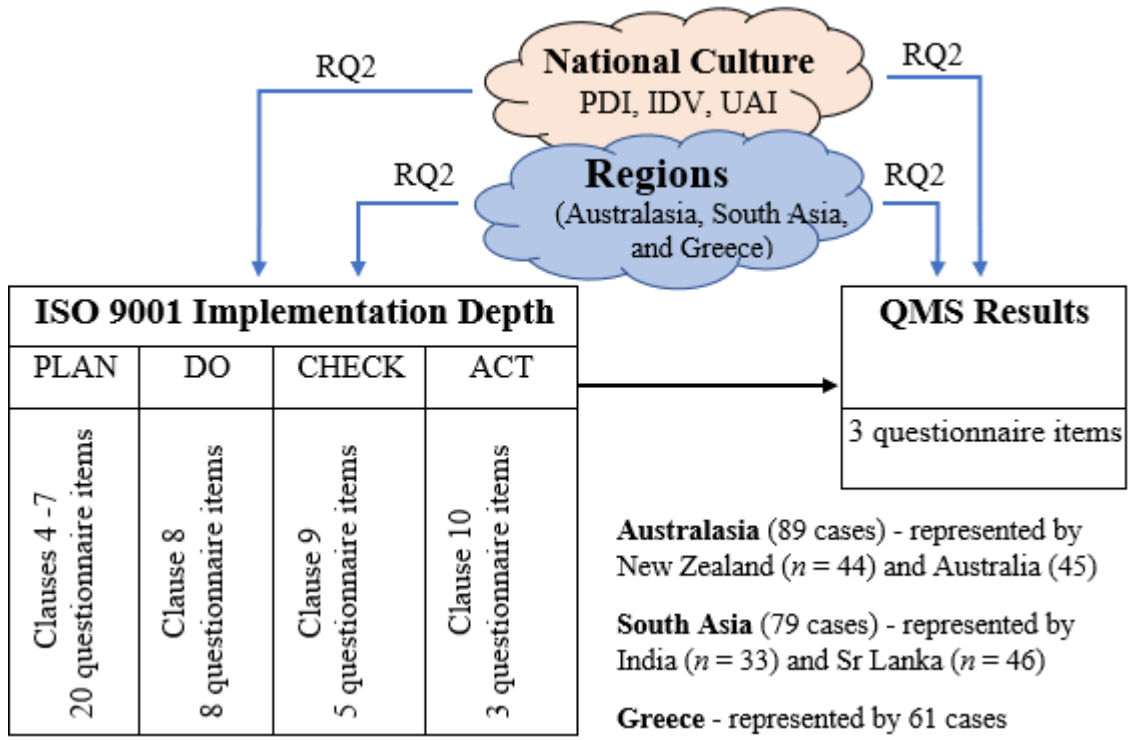 National Culture
PDI, IDV, UAI
RQ2
RQ2
Regions
(Australasia, South Asia,
and Greece)
RQ2
RQ2
ISO 9001 Implementation Depth
PLAN
DO
CHECK
ACT
Clauses 4 -7
20 questionnaire items
Clause 8
8 questionnaire items
Clause 9
5 questionnaire items
Clause 10
3 questionnaire items
QMS Results
3 questionnaire items
Australasia (89 cases) - represented by
New Zealand (n = 44) and Australia (45)
South Asia (79 cases) - represented by
India (n = 33) and Sr Lanka (n = 46)
Greece - represented by 61 cases